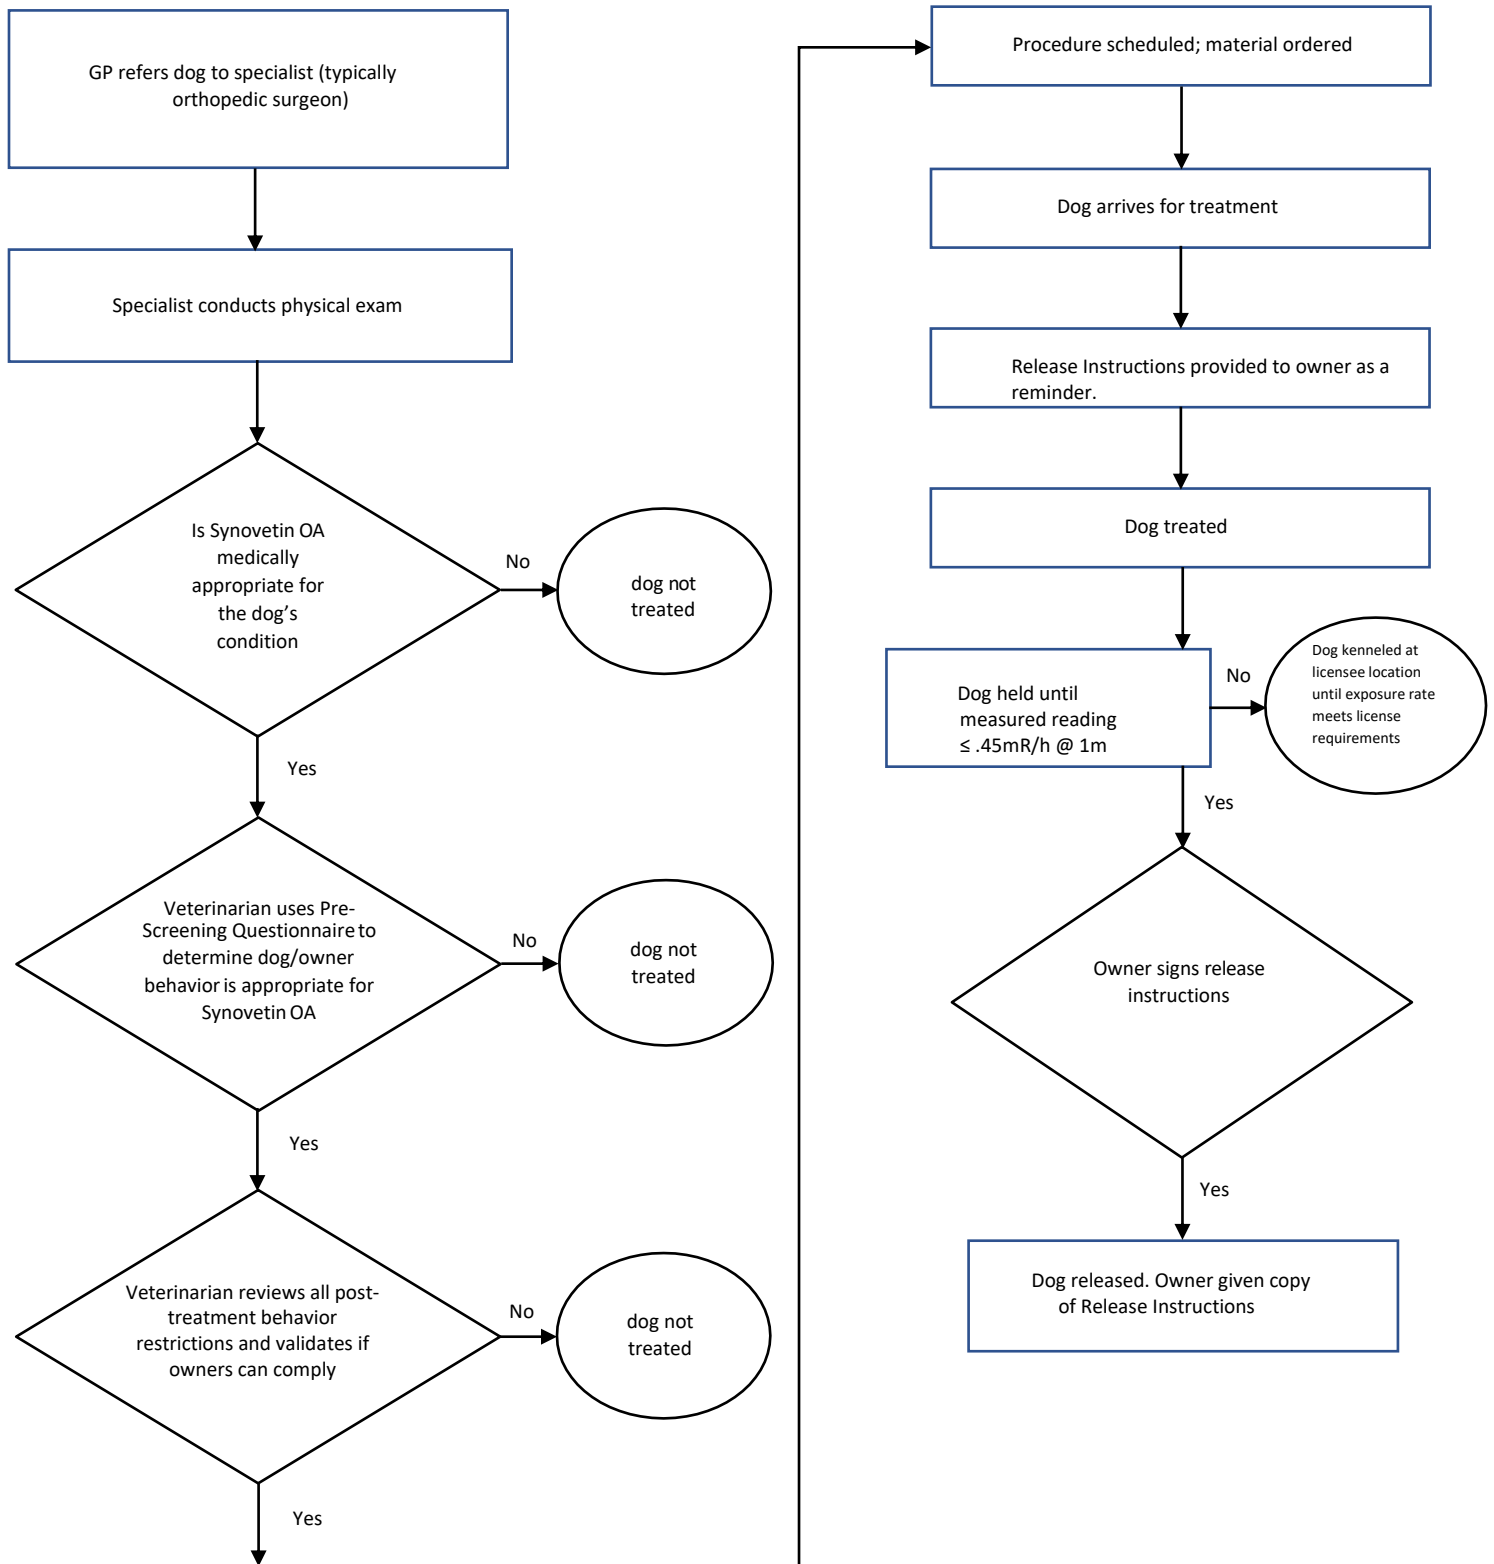 GP refers dog to specialist (typically
orthopedic surgeon)
Specialist conducts physical exam
Is Synovetin OA
medically
appropriate for
the dog’s
condition
No
dog not
treated
Yes
Veterinarian uses Pre-
Screening Questionnaire to
determine dog/owner
behavior is appropriate for
Synovetin OA
No
dog not
treated
Yes
Veterinarian reviews all post-
treatment behavior
restrictions and validates if
owners can comply
No
dog not
treated
Yes
Procedure scheduled; material ordered
Dog arrives for treatment
Release Instructions provided to owner as a
reminder.
Dog treated
Dog held until
measured reading
≤ .45mR/h @ 1m
No
Dog kenneled at
licensee location
until exposure rate
meets license
requirements
Yes
Owner signs release
instructions
Yes
Dog released. Owner given copy
of Release Instructions